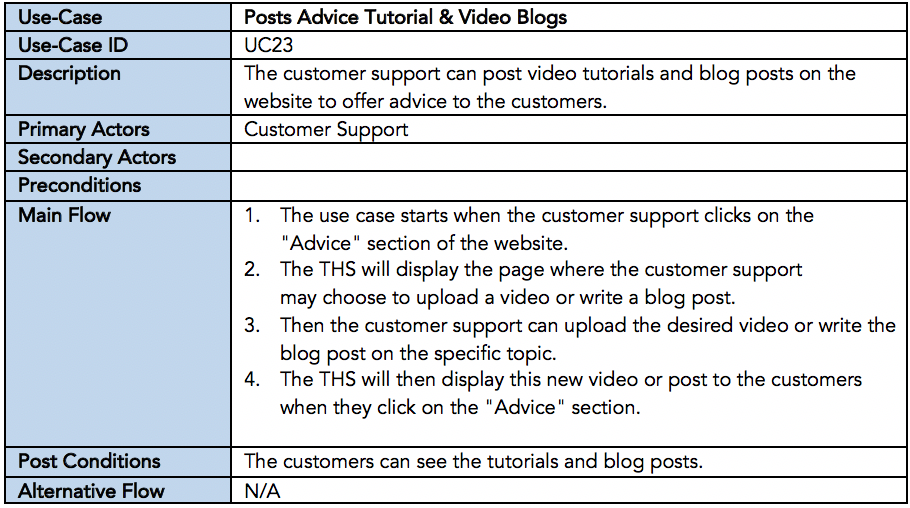 Use-Case Posts Advice Tutorial & Video Blogs
Use-Case ID UC23
Description The customer support can post video tutorials and blog posts on the
website to offer advice to the customers.
Primary Actors Customer Support
Secondary Actors
Preconditions
Main Flow 1. The use case starts when the customer support clicks on the
"Advice" section of the website.
2. The THS will display the page where the customer support
may choose to upload a video or write a blog post.
3. Then the customer support can upload the desired video or write the
blog post on the specific topic.
4. The THS will then display this new video or post to the customers
when they click on the "Advice" section.
Post Conditions The customers can see the tutorials and blog posts.
Alternative Flow N/A